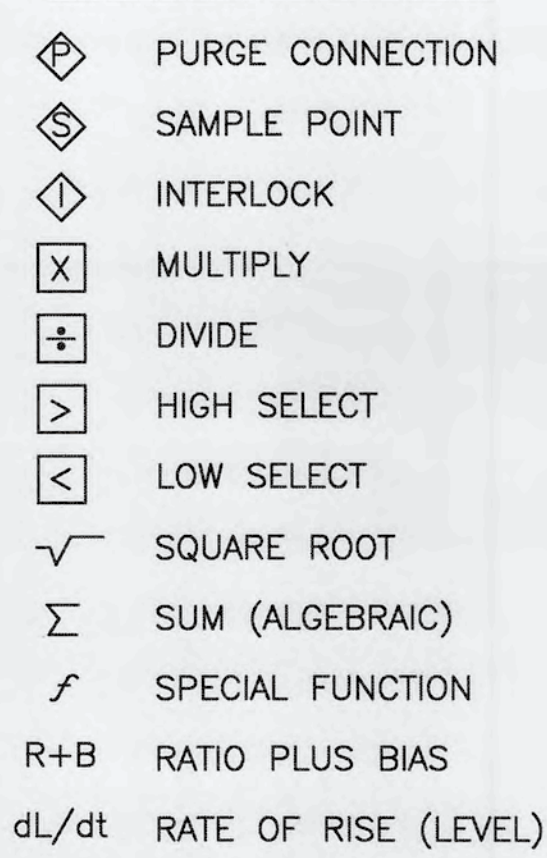 P PURGE CONNECTION
S SAMPLE POINT
I INTERLOCK
X MULTIPLY
÷ DIVIDE
> HIGH SELECT
< LOW SELECT
√ SQUARE ROOT
Σ SUM (ALGEBRAIC)
f SPECIAL FUNCTION
R+B RATIO PLUS BIAS
dL/dt RATE OF RISE (LEVEL)